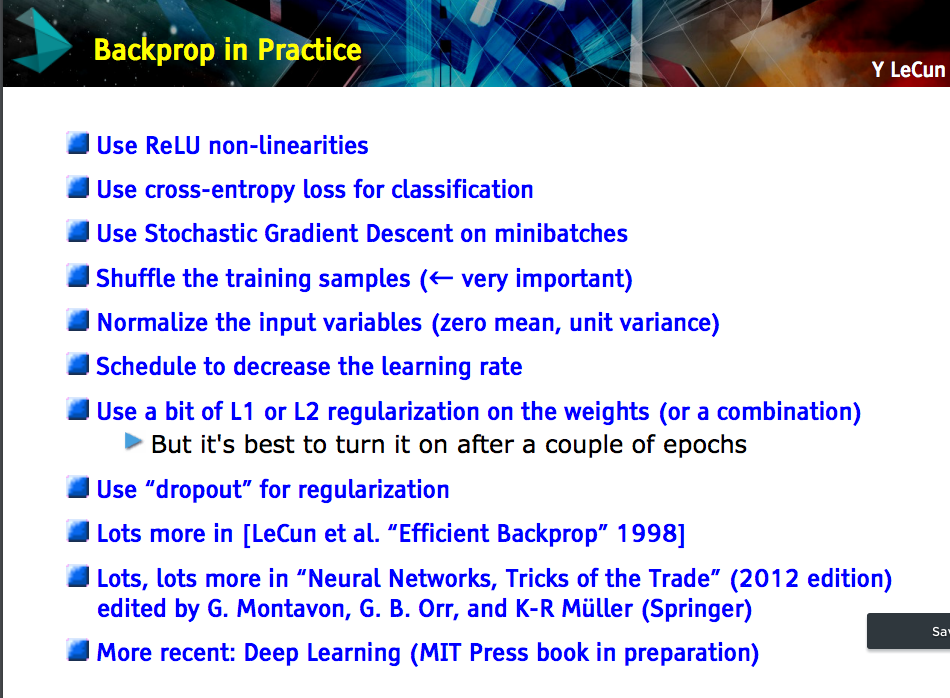 Backprop in Practice
Y LeCun
Use ReLU non-linearities
Use cross-entropy loss for classification
Use Stochastic Gradient Descent on minibatches
Shuffle the training samples (← very important)
Normalize the input variables (zero mean, unit variance)
Schedule to decrease the learning rate
Use a bit of L1 or L2 regularization on the weights (or a combination)
But it's best to turn it on after a couple of epochs
Use “dropout” for regularization
Lots more in [LeCun et al. “Efficient Backprop” 1998]
Lots, lots more in “Neural Networks, Tricks of the Trade” (2012 edition)
edited by G. Montavon, G. B. Orr, and K-R Müller (Springer)
More recent: Deep Learning (MIT Press book in preparation)